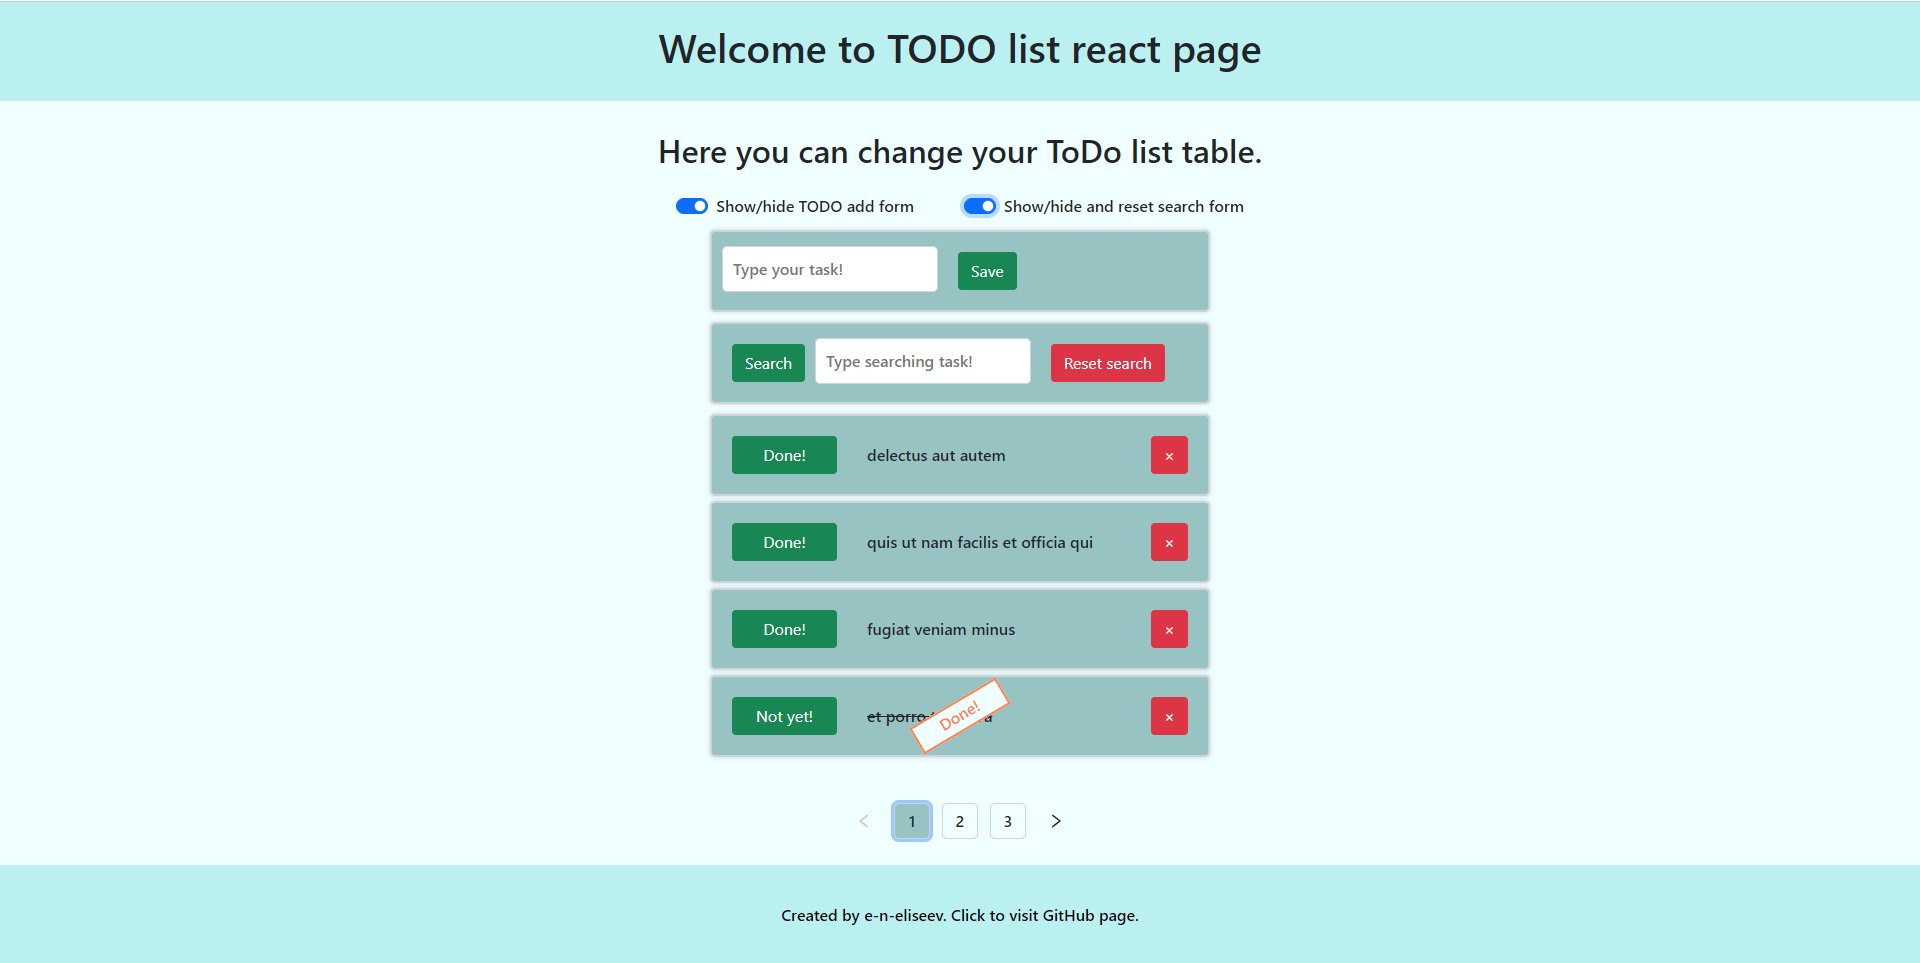 Welcome to TODO list react page
Here you can change your ToDo list table.
Show/hide TODO add form Show/hide and reset search form
Type your task! Save
Search Type searching task! Reset search
Done! delectus aut autem ×
Done! quis ut nam facilis et officia qui ×
Done! fugiat veniam minus ×
Not yet! et porro Done! ×
< 1 2 3 >
Created by e-n-eliseev. Click to visit GitHub page.